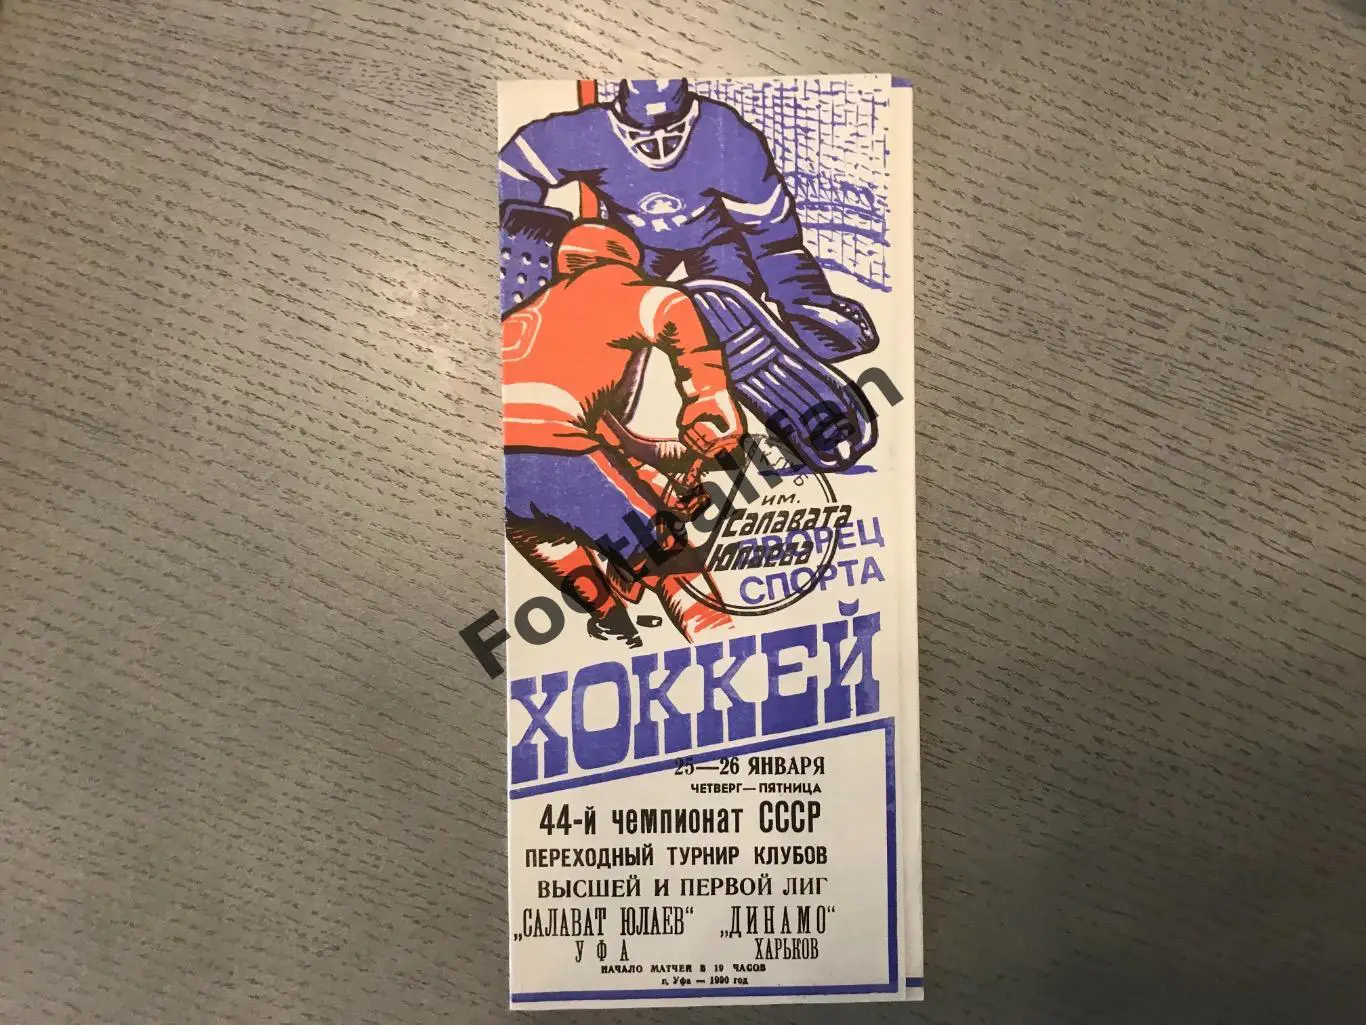 им.
Салавата
Юлаева
ДВОРЕЦ
СПОРТА
ХОККЕЙ
25—26 ЯНВАРЯ
ЧЕТВЕРГ—ПЯТНИЦА
44-й чемпионат СССР
ПЕРЕХОДНЫЙ ТУРНИР КЛУБОВ
ВЫСШЕЙ И ПЕРВОЙ ЛИГ
„САЛАВАТ ЮЛАЕВ“ „ДИНАМО“
УФА ХАРЬКОВ
НАЧАЛО МАТЧЕЙ В 19 ЧАСОВ
г. Уфа — 1990 год
Footballfan